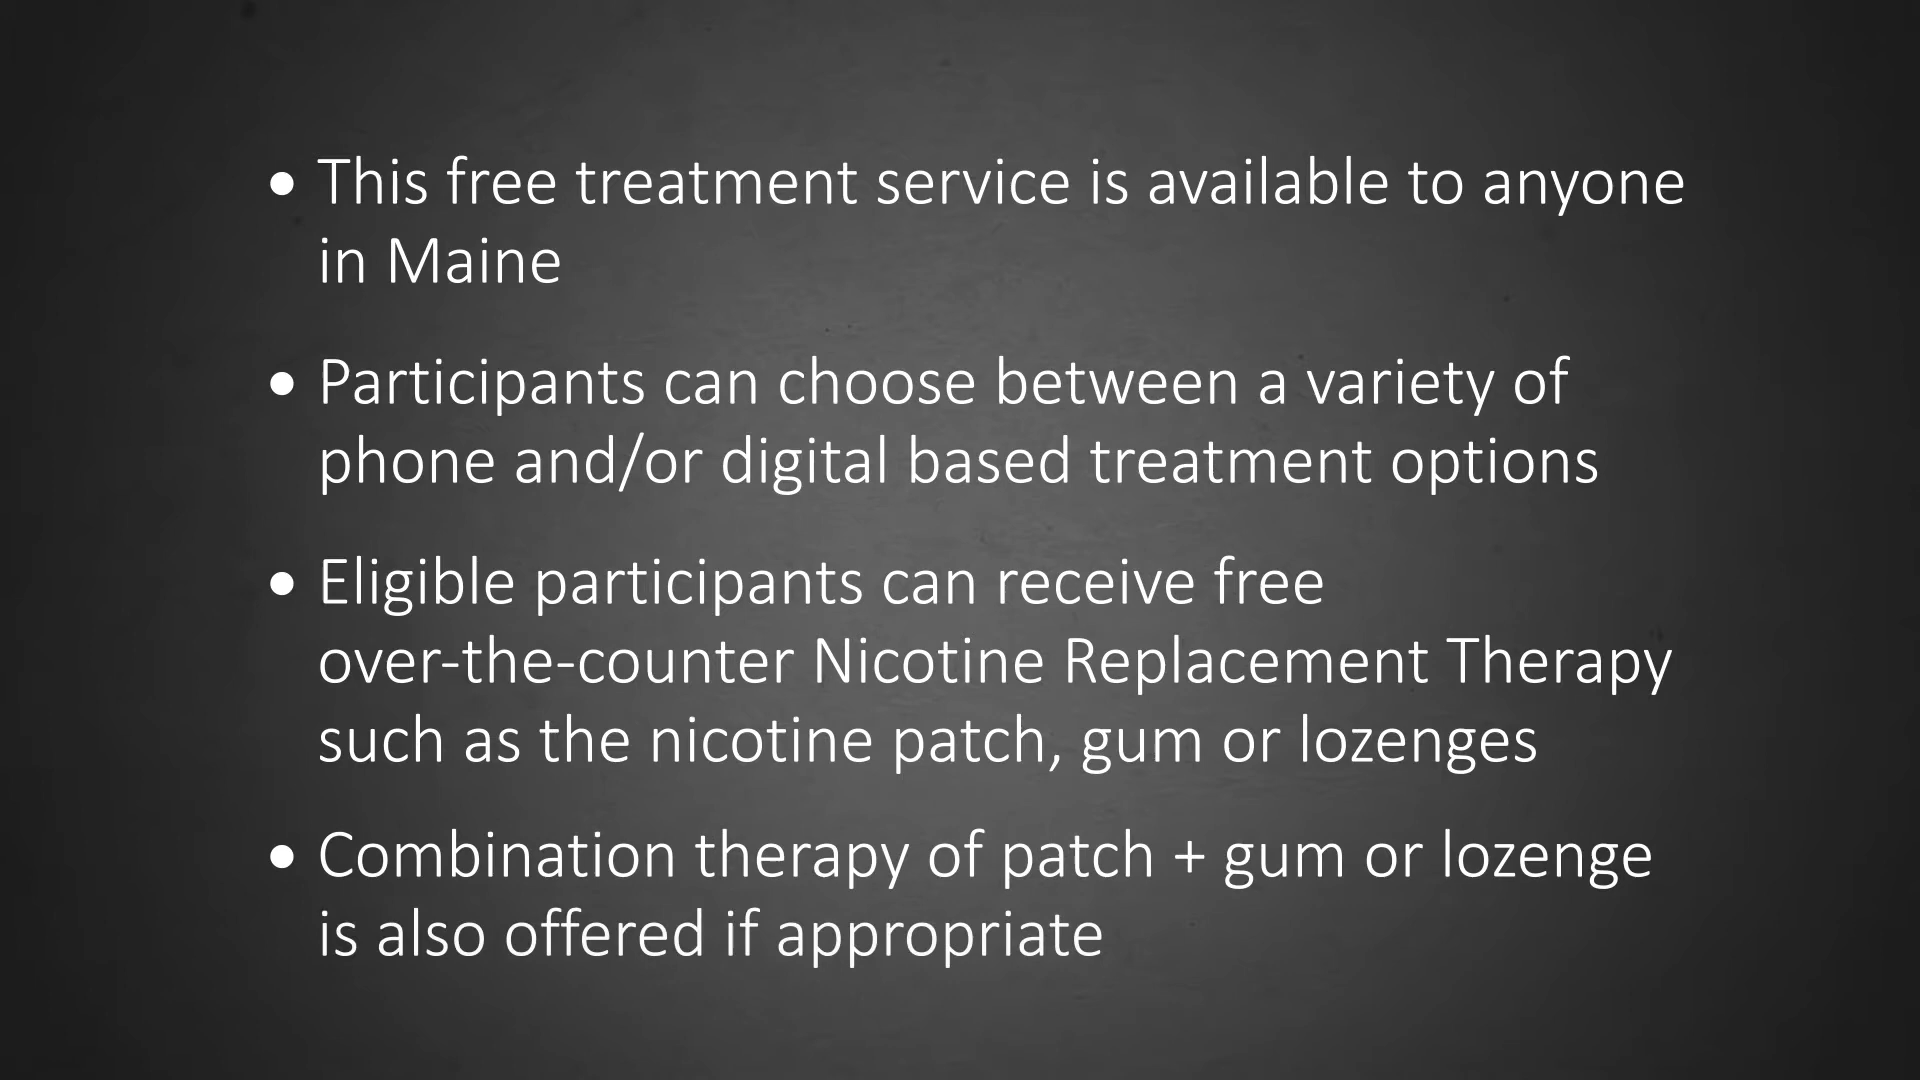 • This free treatment service is available to anyone
in Maine
• Participants can choose between a variety of
phone and/or digital based treatment options
• Eligible participants can receive free
over-the-counter Nicotine Replacement Therapy
such as the nicotine patch, gum or lozenges
• Combination therapy of patch + gum or lozenge
is also offered if appropriate